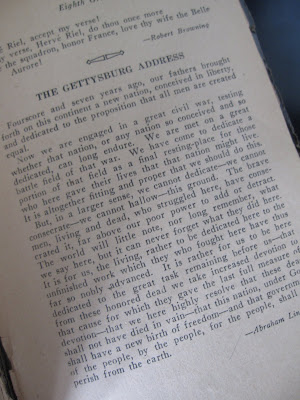 Eighth G
e Riel, accept my verse!
y verse, Hervé Riel, do thou once more
e squadron, honor France, love thy wife the Belle
Aurore!
—Robert Browning
THE GETTYSBURG ADDRESS
Fourscore and seven years ago, our fathers brought
forth on this continent a new nation, conceived in liberty,
and dedicated to the proposition that all men are created
equal.
Now we are engaged in a great civil war, testing
whether that nation, or any nation so conceived and so
dedicated, can long endure. We are met on a great
battle field of that war. We have come to dedicate a
portion of that field as a final resting-place for those
who here gave their lives that that nation might live.
It is altogether fitting and proper that we should do this.
But, in a larger sense, we cannot dedicate—we cannot
consecrate—we cannot hallow—this ground. The brave
men, living and dead, who struggled here, have conse-
crated it, far above our poor power to add or detract.
The world will little note, nor long remember, what
we say here, but it can never forget what they did here.
It is for us, the living, rather to be dedicated here to the
unfinished work which they who fought here have thus
so nobly advanced. It is rather for us to be here
dedicated to the great task remaining before us—that
from these honored dead we take increased devotion to
that cause for which they gave the last full measure of
devotion—that we here highly resolve that these dead
shall not have died in vain—that this nation, under God,
shall have a new birth of freedom—and that government
of the people, by the people, for the people, shall
perish from the earth.
—Abraham Lin